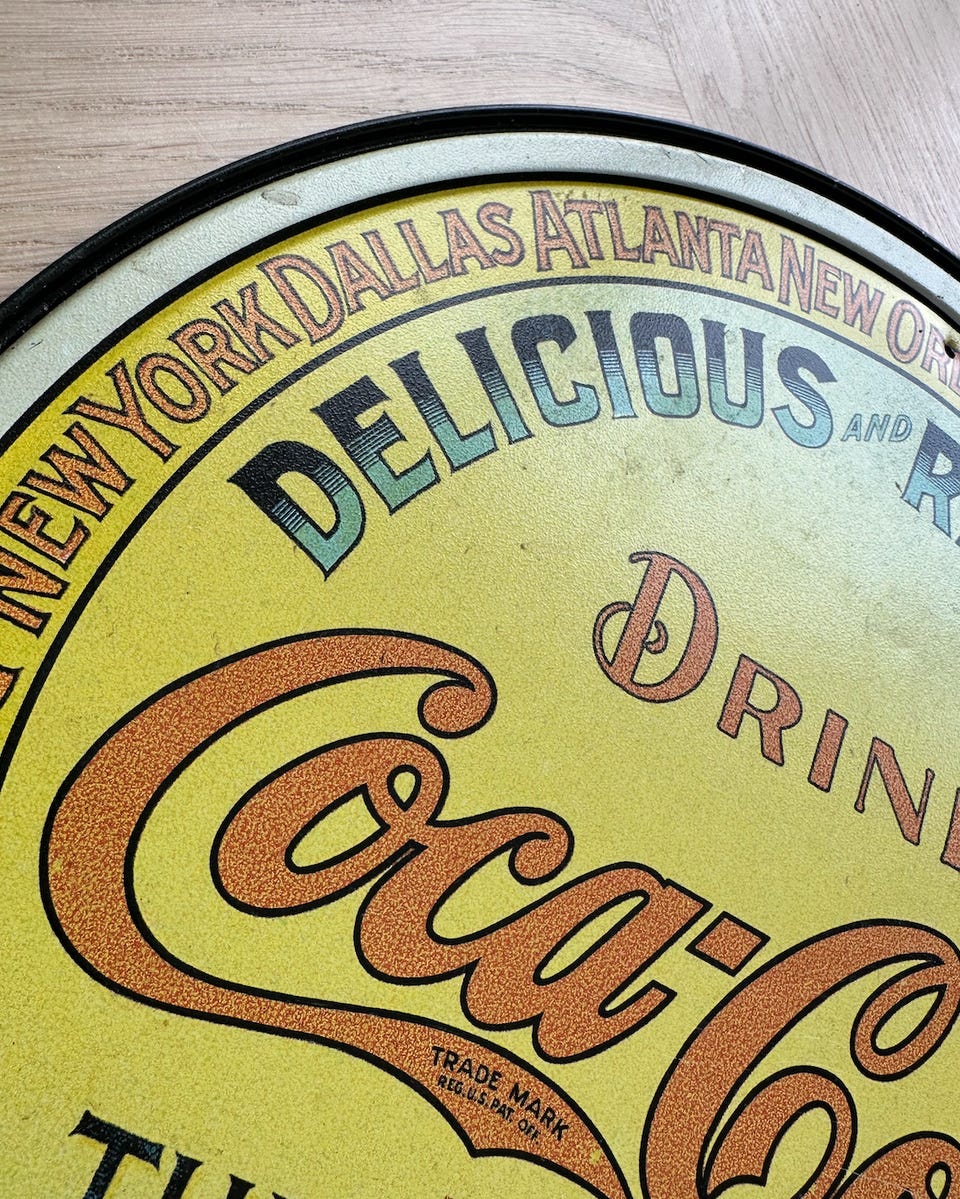 NEW YORK DALLAS ATLANTA NEW
DELICIOUS AND
DRIN
Coca-Co
TRADE MARK
REG. U.S. PAT. OFF.